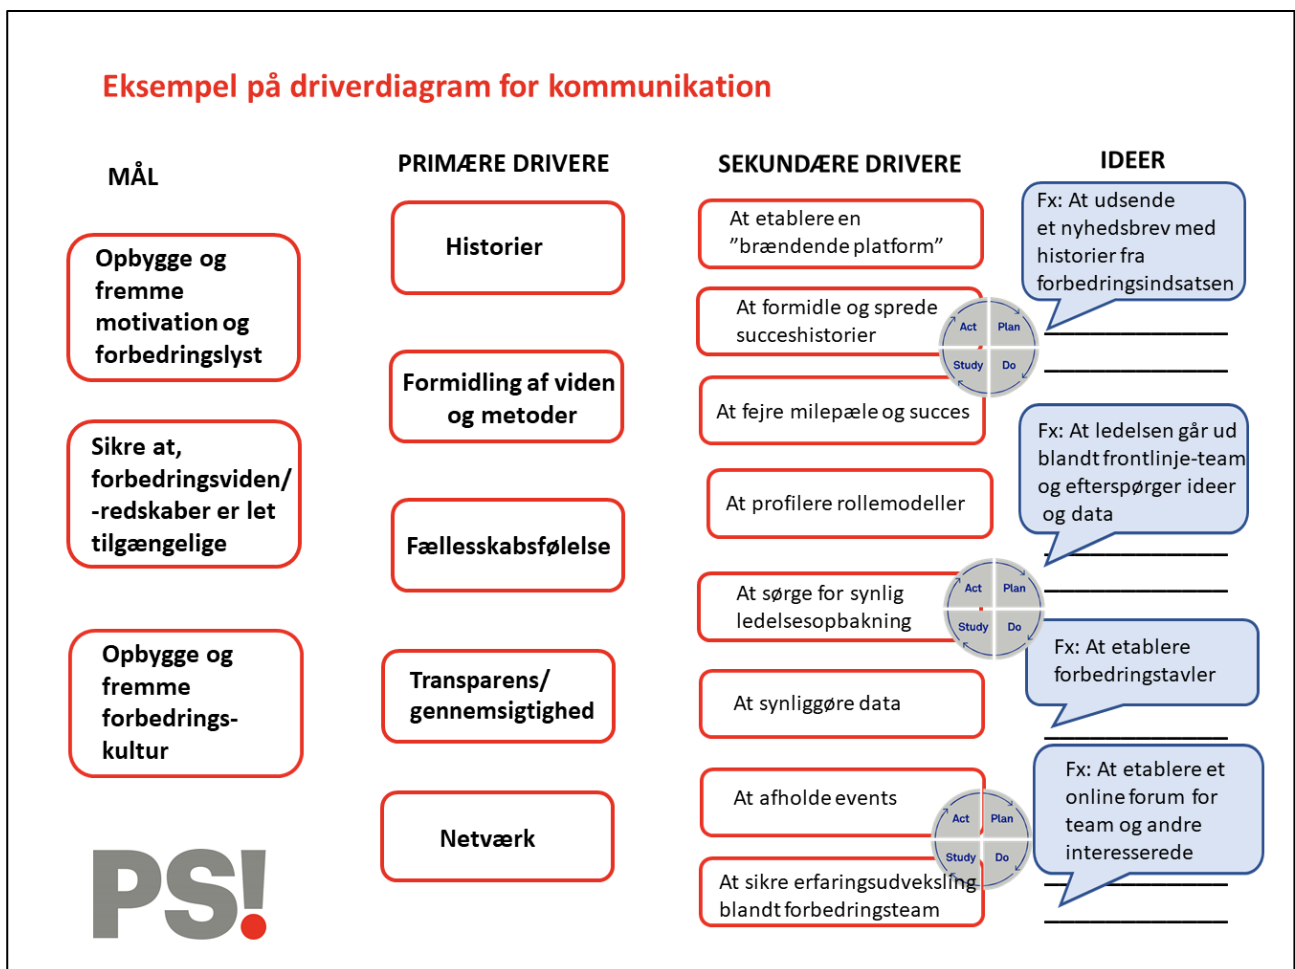 Eksempel på driverdiagram for kommunikation
MÅL
Opbygge og
fremme
motivation og
forbedringslyst
Sikre at,
forbedringsviden/
-redskaber er let
tilgængelige
Opbygge og
fremme
forbedrings-
kultur
PRIMÆRE DRIVERE
Historier
Formidling af viden
og metoder
Fællesskabsfølelse
Transparens/
gennemsigtighed
Netværk
SEKUNDÆRE DRIVERE
At etablere en
”brændende platform”
At formidle og sprede
succeshistorier
At fejre milepæle og succes
At profilere rollemodeller
At sørge for synlig
ledelsesopbakning
At synliggøre data
At afholde events
At sikre erfaringsudveksling
blandt forbedringsteam
Act Plan
Study Do
Act Plan
Study Do
Act Plan
Study Do
IDEER
Fx: At udsende
et nyhedsbrev med
historier fra
forbedringsindsatsen
Fx: At ledelsen går ud
blandt frontlinje-team
og efterspørger ideer
og data
Fx: At etablere
forbedringstavler
Fx: At etablere et
online forum for
team og andre
interesserede
PS!